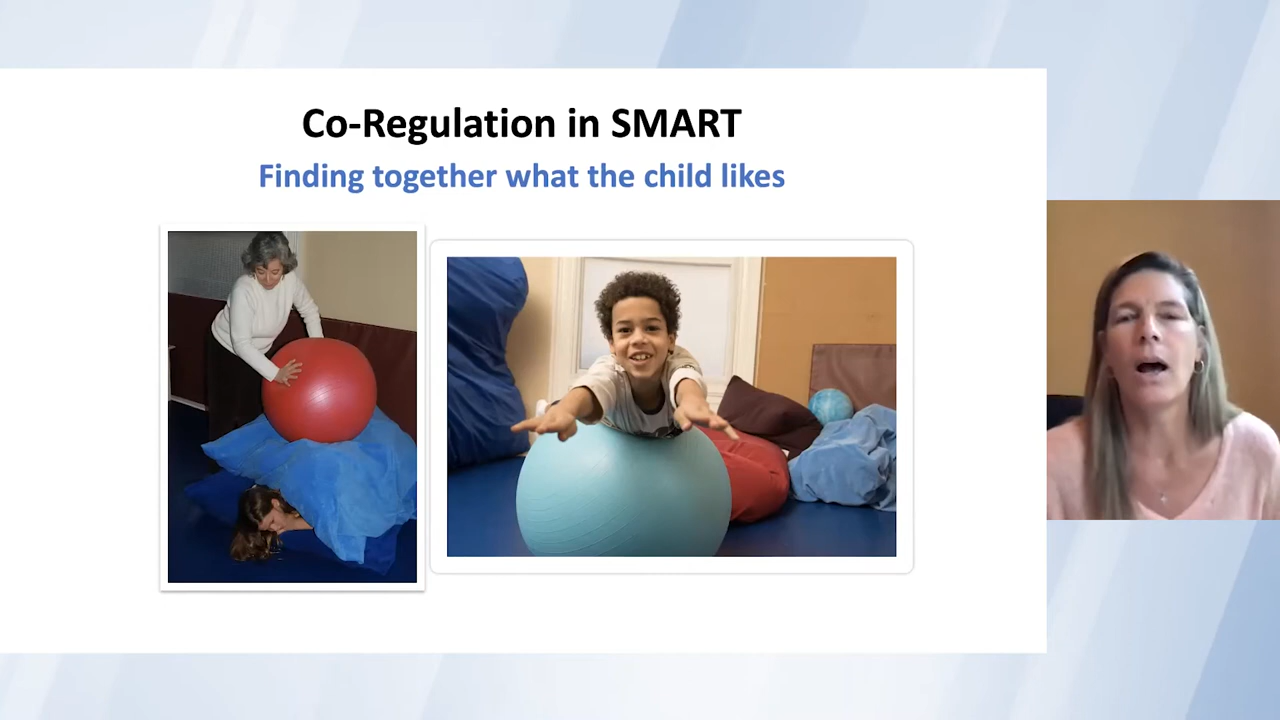 Co-Regulation in SMART
Finding together what the child likes